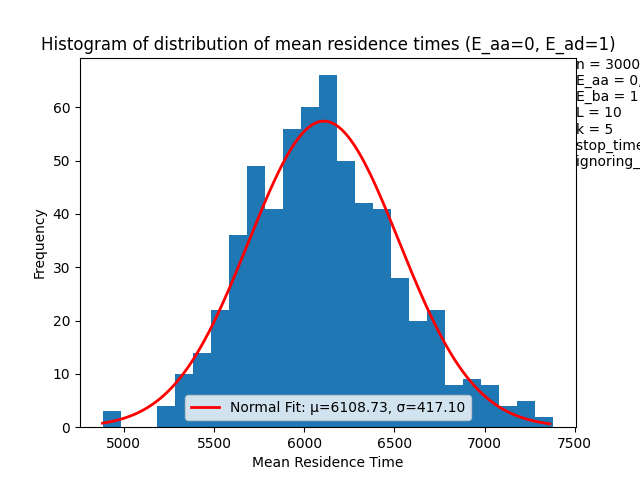 Histogram of distribution of mean residence times (E_aa=0, E_ad=1)
n = 3000
E_aa = 0,
E_ba = 1
L = 10
k = 5
stop_time
ignoring_
Frequency
60
50
40
30
20
10
0
Normal Fit: μ=6108.73, σ=417.10
5000 5500 6000 6500 7000 7500
Mean Residence Time